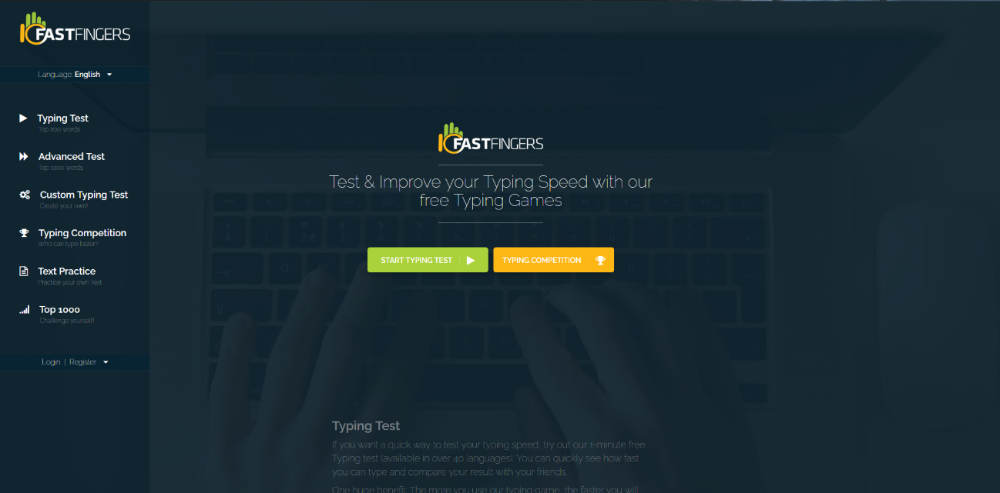 10FASTFINGERS
Language: English
Typing Test
Top 200 words
Advanced Test
Top 1000 words
Custom Typing Test
Create your own!
Typing Competition
Who can type faster?
Text Practice
Practice your own Text
Top 1000
Challenge yourself!
Login | Register
10FASTFINGERS
Test & Improve your Typing Speed with our
free Typing Games
START TYPING TEST
TYPING COMPETITION
Typing Test
If you want a quick way to test your typing speed, try out our 1-minute free
Typing test (available in over 40 languages). You can quickly see how fast
you can type and compare your result with your friends.
One huge benefit: The more you use our typing game, the faster you will